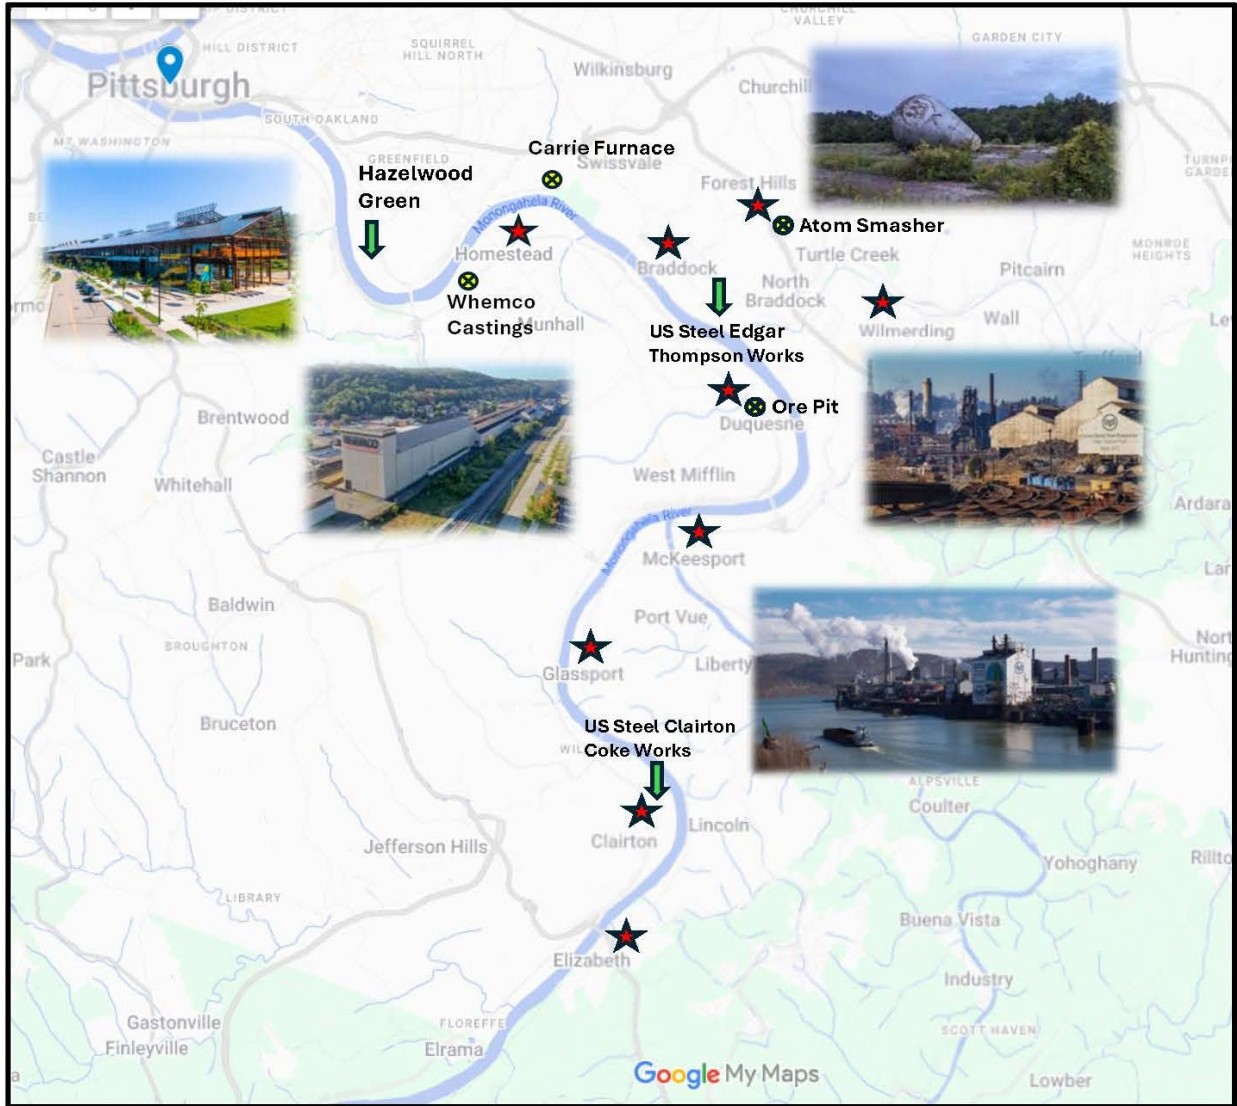 HILL DISTRICT
SQUIRREL
HILL NORTH
CHURCHILL
VALLEY
GARDEN CITY
Pittsburgh
Wilkinsburg
Churchill
SOUTH OAKLAND
MT WASHINGTON
GREENFIELD
Carrie Furnace
Swissvale
Hazelwood
Green
Forest Hills
Monongahela River
Homestead
Braddock
Atom Smasher
Turtle Creek
MONROE
HEIGHTS
Pitcairn
North
Braddock
Whemco
Castings
Munhall
US Steel Edgar
Thompson Works
Wilmerding
Wall
Trafford
Ore Pit
Duquesne
Brentwood
Castle
Shannon
Whitehall
West Mifflin
Ardara
Monongahela River
McKeesport
Baldwin
Port Vue
BROUGHTON
Park
Glassport
Liberty
Bruceton
US Steel Clairton
Coke Works
ALPSVILLE
Coulter
Lincoln
Clairton
Jefferson Hills
Yohoghany
LIBRARY
Buena Vista
Elizabeth
Industry
Gastonville
Finleyville
FLOREFFE
Elrama
SCOTT HAVEN
Google My Maps
Lowber